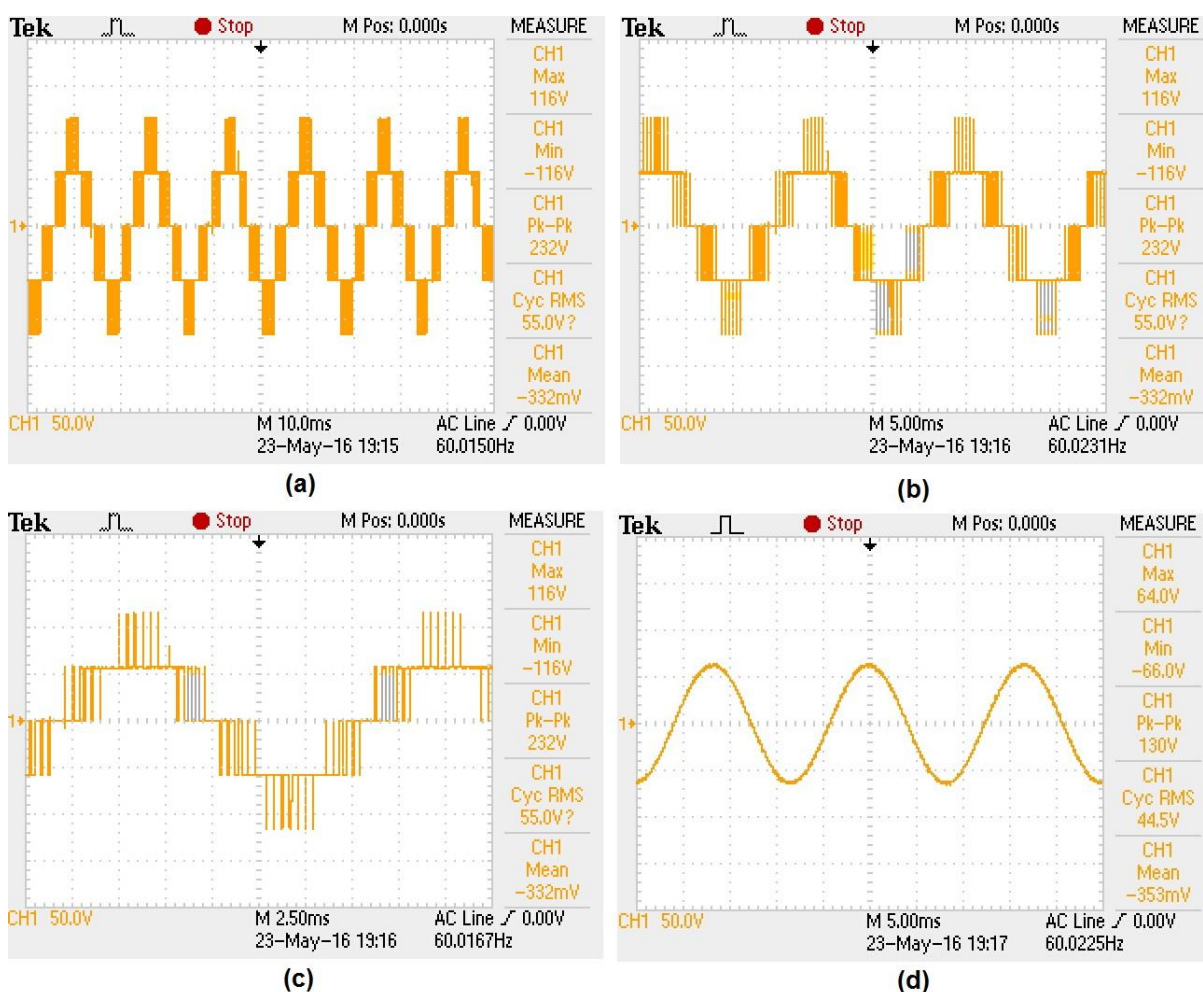 Tek Stop M Pos: 0.000s MEASURE
CH1
Max
116V
CH1
Min
-116V
CH1
Pk-Pk
232V
CH1
Cyc RMS
55.0V?
CH1
Mean
-332mV
1
CH1 50.0V M 10.0ms AC Line 0.00V
23-May-16 19:15 60.0150Hz
(a)
Tek Stop M Pos: 0.000s MEASURE
CH1
Max
116V
CH1
Min
-116V
CH1
Pk-Pk
232V
CH1
Cyc RMS
55.0V?
CH1
Mean
-332mV
1
CH1 50.0V M 5.00ms AC Line 0.00V
23-May-16 19:16 60.0231Hz
(b)
Tek Stop M Pos: 0.000s MEASURE
CH1
Max
116V
CH1
Min
-116V
CH1
Pk-Pk
232V
CH1
Cyc RMS
55.0V?
CH1
Mean
-332mV
1
CH1 50.0V M 2.50ms AC Line 0.00V
23-May-16 19:16 60.0167Hz
(c)
Tek Stop M Pos: 0.000s MEASURE
CH1
Max
64.0V
CH1
Min
-66.0V
CH1
Pk-Pk
130V
CH1
Cyc RMS
44.5V
CH1
Mean
-353mV
1
CH1 50.0V M 5.00ms AC Line 0.00V
23-May-16 19:17 60.0225Hz
(d)